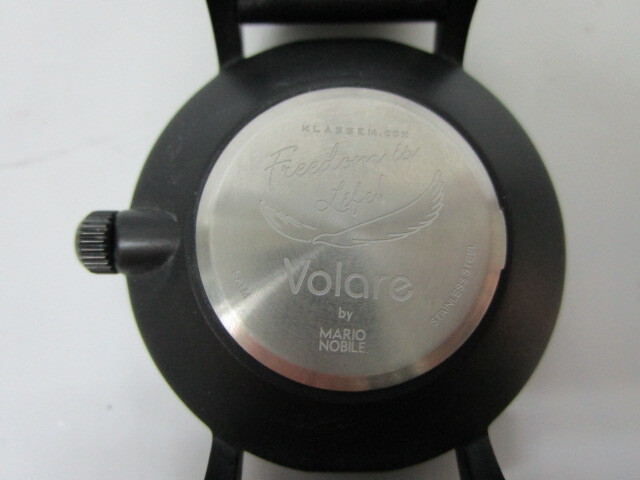 KLASSE14.COM
Freedom is
Life!
Volare
by
MARIO
NOBILE
STAINLESS STEEL